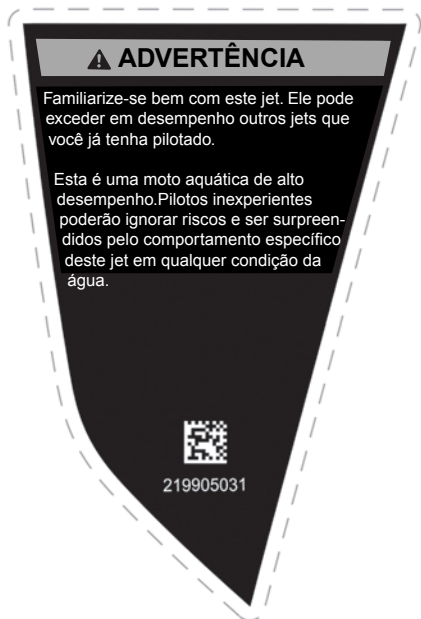 ADVERTÊNCIA
Familiarize-se bem com este jet. Ele pode
exceder em desempenho outros jets que
você já tenha pilotado.
Esta é uma moto aquática de alto
desempenho.Pilotos inexperientes
poderão ignorar riscos e ser surpreen-
didos pelo comportamento específico
deste jet em qualquer condição da
água.
219905031